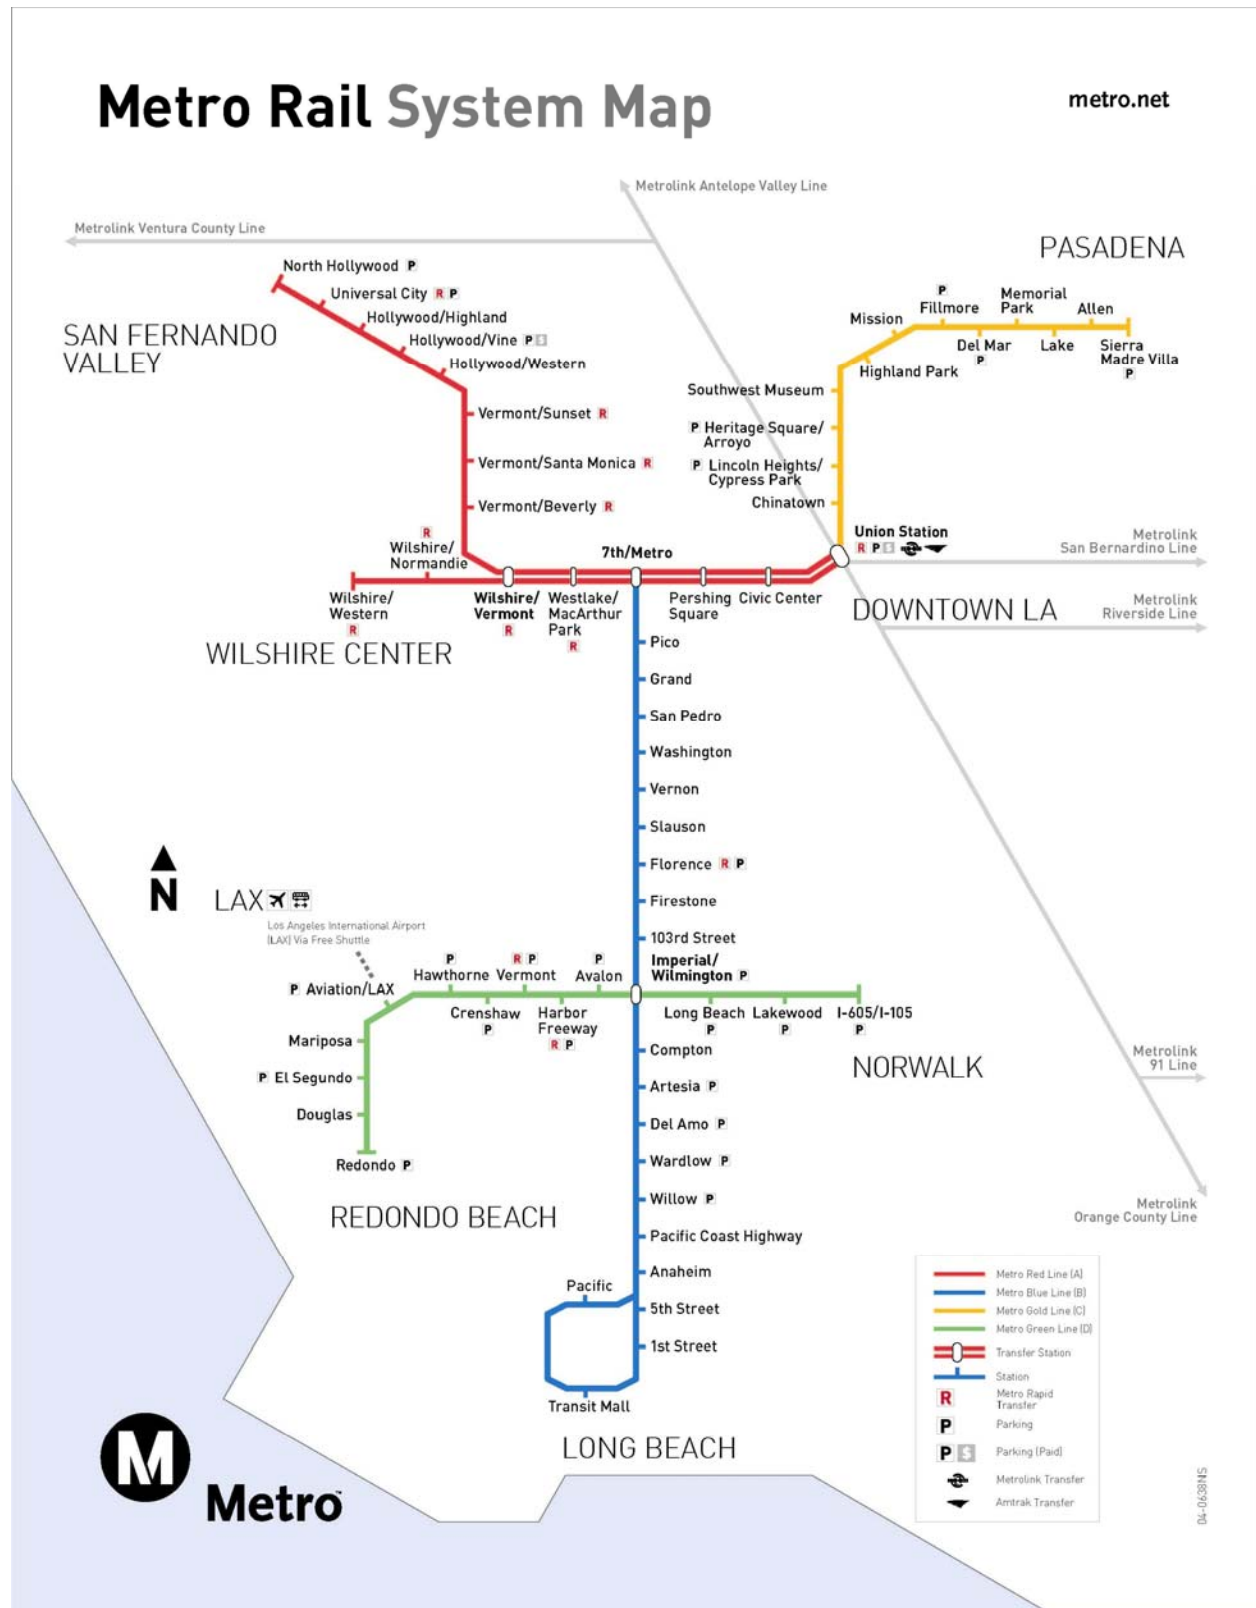 Metro Rail System Map
metro.net
Metrolink Antelope Valley Line
Metrolink Ventura County Line
PASADENA
North Hollywood P
Universal City R P
Hollywood/Highland
Hollywood/Vine P $
Hollywood/Western
SAN FERNANDO
VALLEY
Vermont/Sunset R
Vermont/Santa Monica R
Vermont/Beverly R
P
Fillmore
Memorial
Park
Allen
Mission
Del Mar
P
Lake
Sierra
Madre Villa
P
Highland Park
Southwest Museum
P Heritage Square/
Arroyo
P Lincoln Heights/
Cypress Park
Chinatown
Union Station
R P $
Metrolink
San Bernardino Line
R
Wilshire/
Normandie
7th/Metro
Wilshire/
Western
R
Wilshire/
Vermont
R
Westlake/
MacArthur
Park
R
Pershing
Square
Civic Center
DOWNTOWN LA
Metrolink
Riverside Line
WILSHIRE CENTER
Pico
Grand
San Pedro
Washington
Vernon
Slauson
Florence R P
Firestone
103rd Street
Imperial/
Wilmington P
N
LAX
Los Angeles International Airport
(LAX) Via Free Shuttle
P Aviation/LAX
P
Hawthorne
R P
Vermont
P
Avalon
Crenshaw
P
Harbor
Freeway
R P
Long Beach
P
Lakewood
P
I-605/I-105
P
Mariposa
P El Segundo
Douglas
Redondo P
REDONDO BEACH
NORWALK
Metrolink
91 Line
Compton
Artesia P
Del Amo P
Wardlow P
Willow P
Pacific Coast Highway
Anaheim
5th Street
1st Street
Pacific
Transit Mall
LONG BEACH
Metrolink
Orange County Line
Metro Red Line (A)
Metro Blue Line (B)
Metro Gold Line (C)
Metro Green Line (D)
Transfer Station
Station
R Metro Rapid
Transfer
P Parking
P $ Parking (Paid)
Metrolink Transfer
Amtrak Transfer
04-0638NIS
M
Metro™